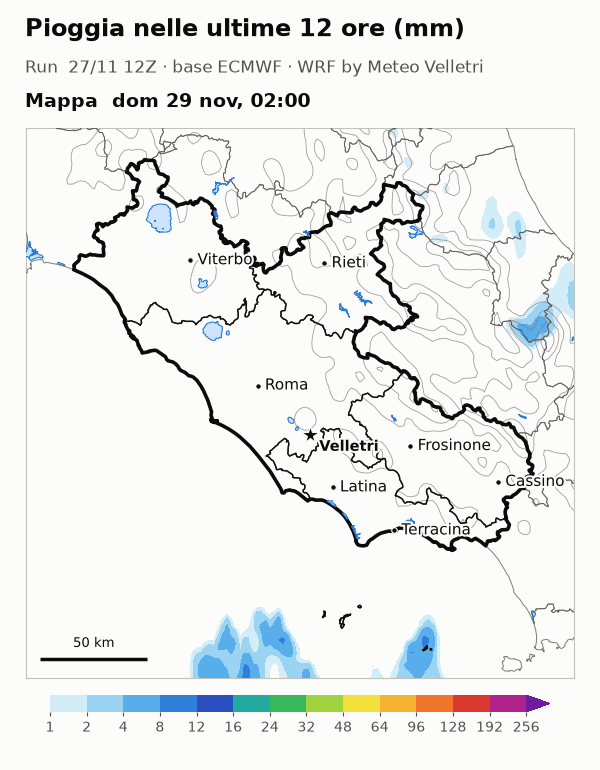 Pioggia nelle ultime 12 ore (mm)
Run  27/11 12Z · base ECMWF · WRF by Meteo Velletri
Mappa  dom 29 nov, 02:00
Viterbo
Rieti
Roma
Velletri
Frosinone
Cassino
Latina
Terracina
50 km
1 2 4 8 12 16 24 32 48 64 96 128 192 256